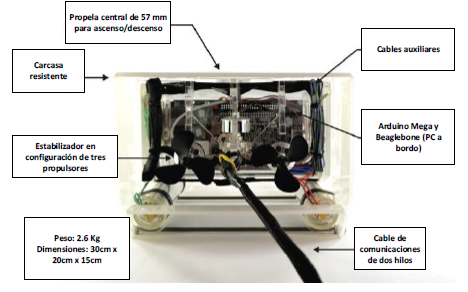 Propela central de 57 mm
para ascenso/descenso
Cables auxiliares
Carcasa
resistente
Arduino Mega y
Beaglebone (PC a
bordo)
Estabilizador en
configuración de tres
propulsores
Peso: 2.6 Kg
Dimensiones: 30cm x
20cm x 15cm
Cable de
comunicaciones
de dos hilos